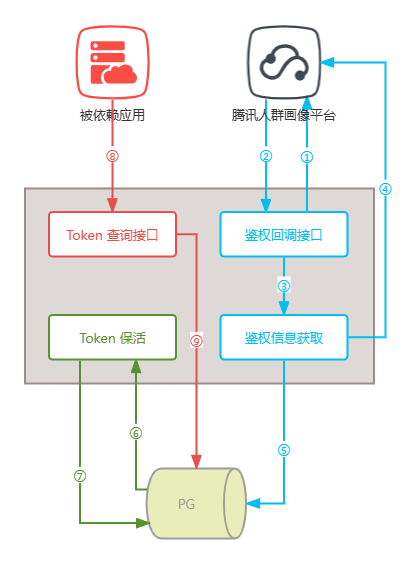 被依赖应用
腾讯人群画像平台
⑧
②
①
④
Token 查询接口
鉴权回调接口
③
Token 保活
鉴权信息获取
⑨
⑥
⑤
⑦
PG